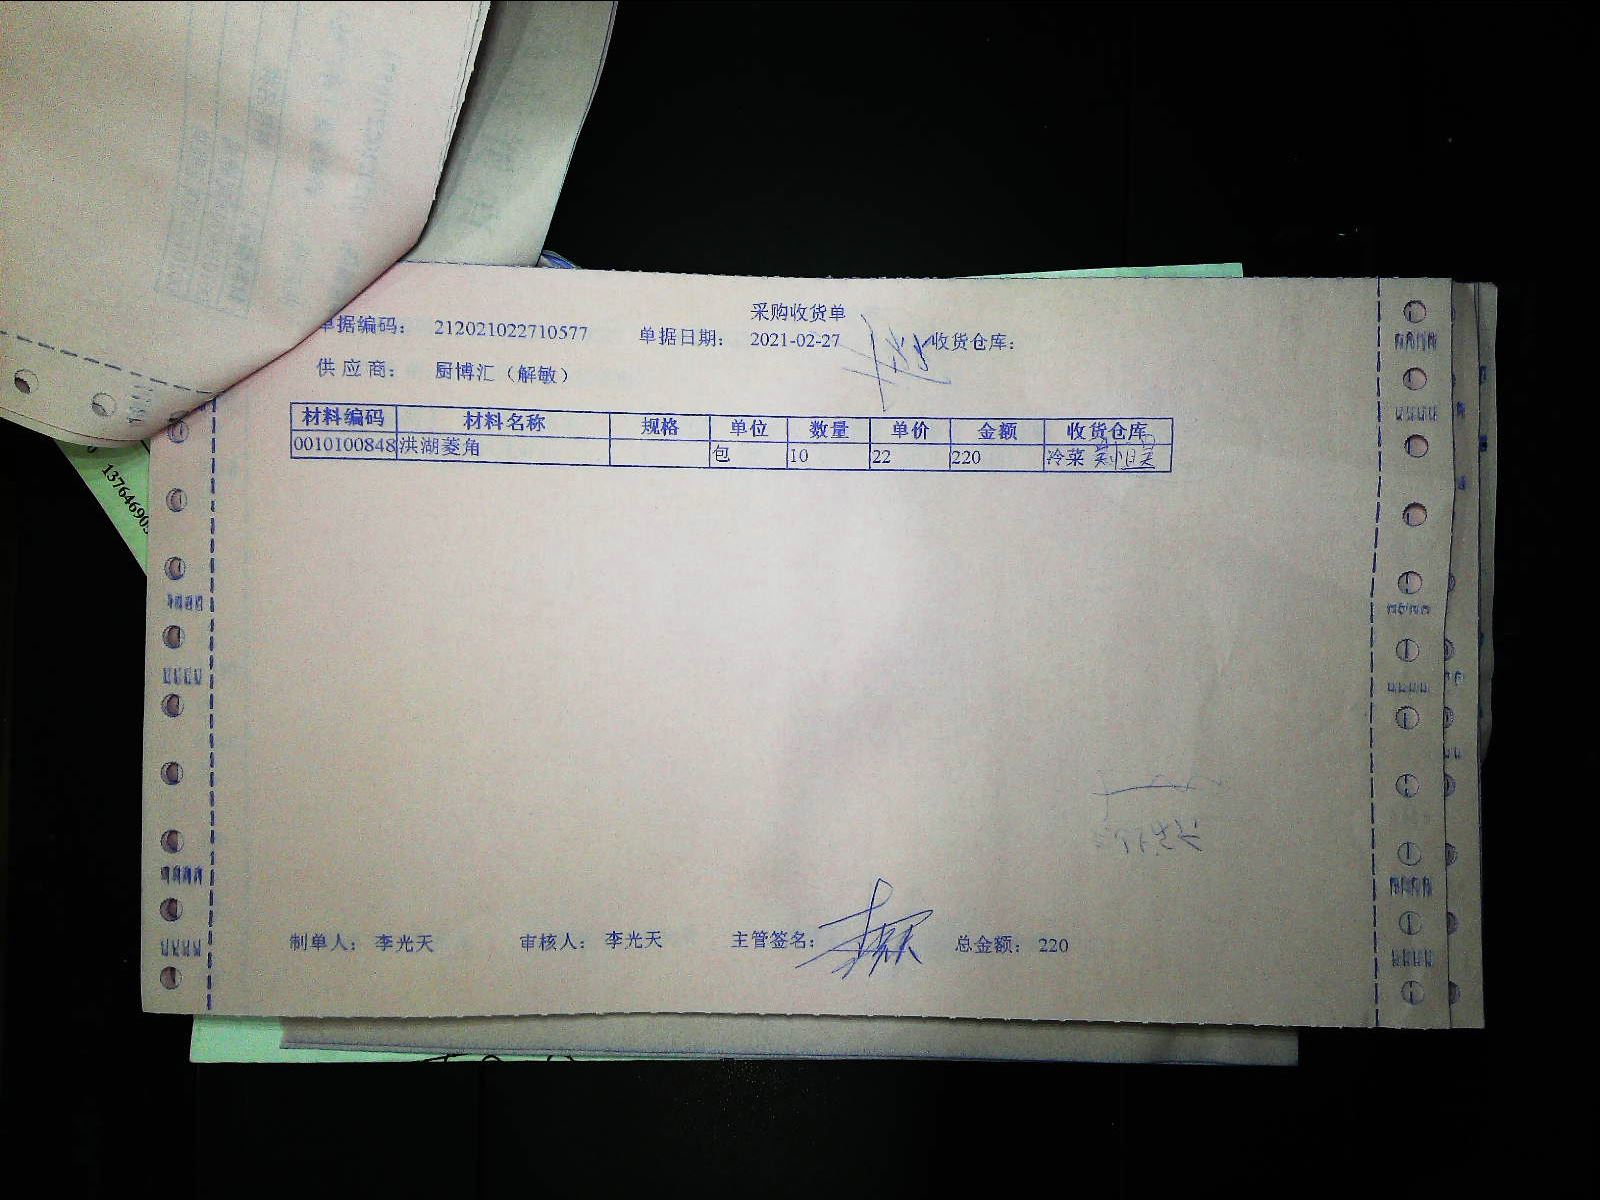 采购收货单
单据编码： 212021022710577 单据日期： 2021-02-27 收货仓库：
供应商： 厨博汇（解敏）
材料编码 材料名称 规格 单位 数量 单价 金额 收货仓库
0010100848 洪湖菱角 包 10 22 220 冷菜
制单人： 李光天 审核人： 李光天 主管签名： 总金额： 220